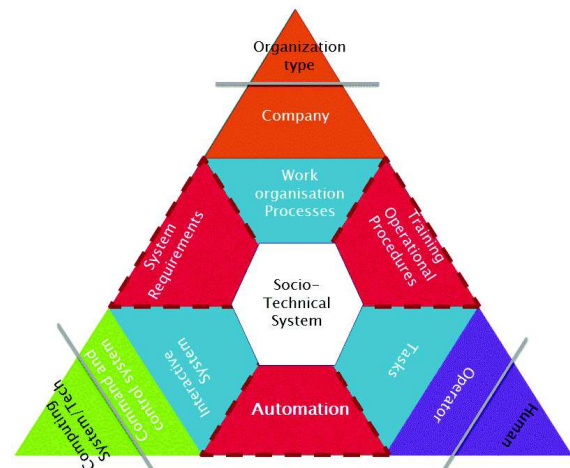 Organization
type
Company
Work
organisation
Processes
System
Requirements
Training
Operational
Procedures
Socio-
Technical
System
Computing
System/Tech
Command and
control system
Interactive
System
Automation
Tasks
Operator
Human